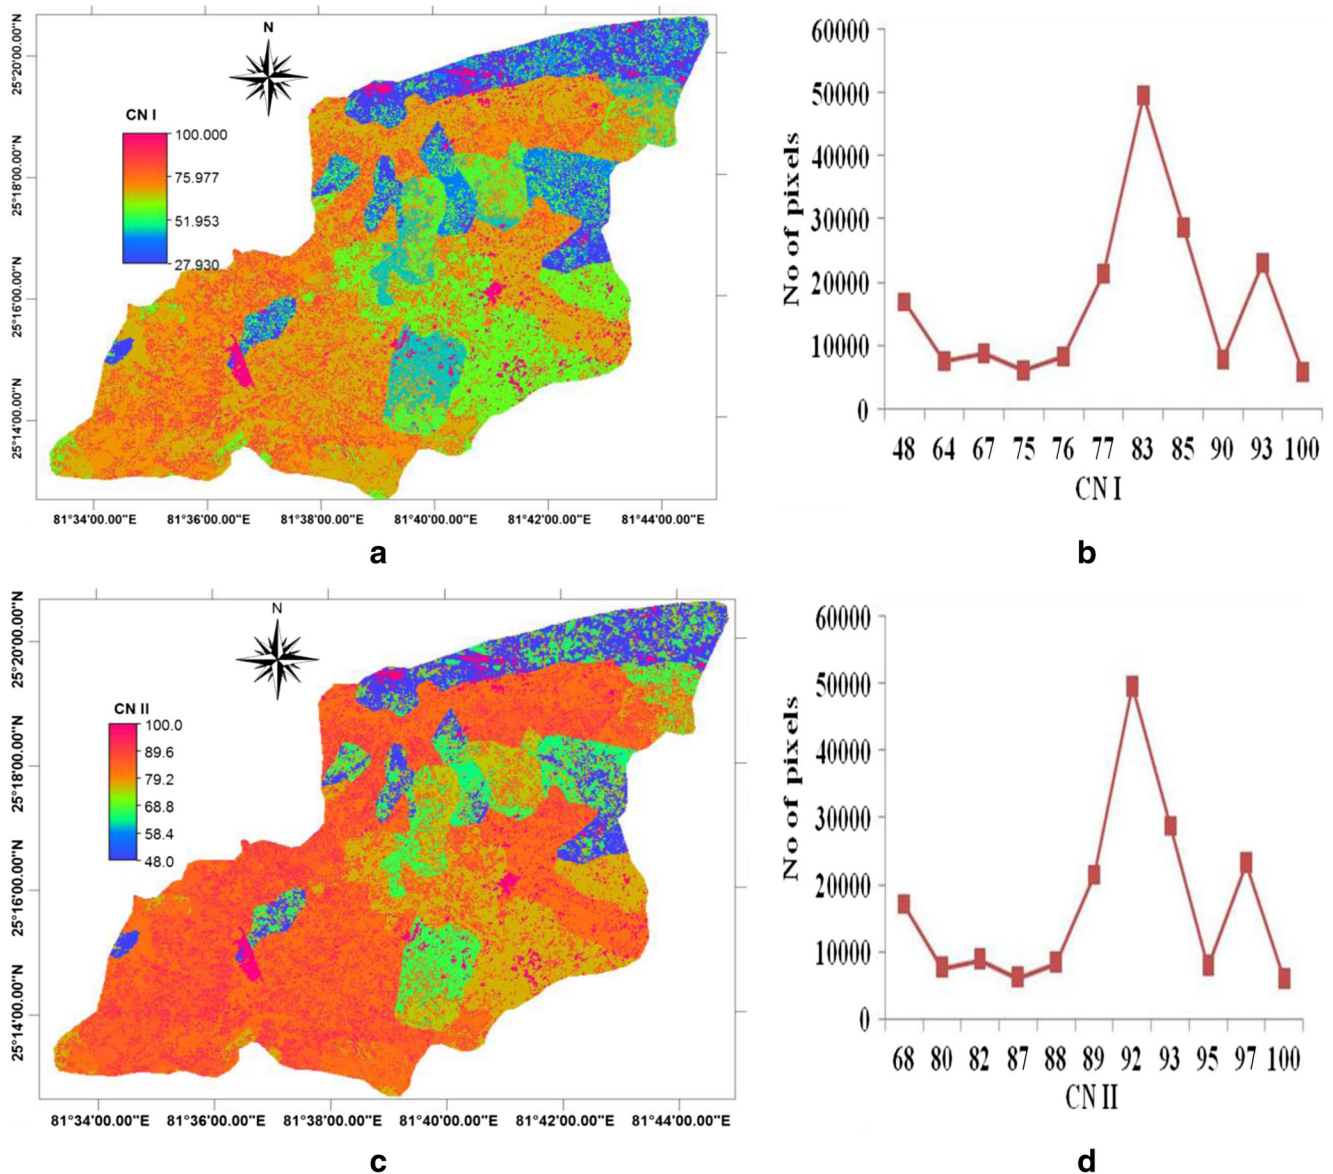 N
CN I
100.000
75.977
51.953
27.930
25°20'00.00"N
25°18'00.00"N
25°16'00.00"N
25°14'00.00"N
81°34'00.00"E
81°36'00.00"E
81°38'00.00"E
81°40'00.00"E
81°42'00.00"E
81°44'00.00"E
a
No of pixels
60000
50000
40000
30000
20000
10000
0
48 64 67 75 76 77 83 85 90 93 100
CN I
b
N
CN II
100.0
89.6
79.2
68.8
58.4
48.0
25°20'00.00"N
25°18'00.00"N
25°16'00.00"N
25°14'00.00"N
81°34'00.00"E
81°36'00.00"E
81°38'00.00"E
81°40'00.00"E
81°42'00.00"E
81°44'00.00"E
c
No of pixels
60000
50000
40000
30000
20000
10000
0
68 80 82 87 88 89 92 93 95 97 100
CN II
d